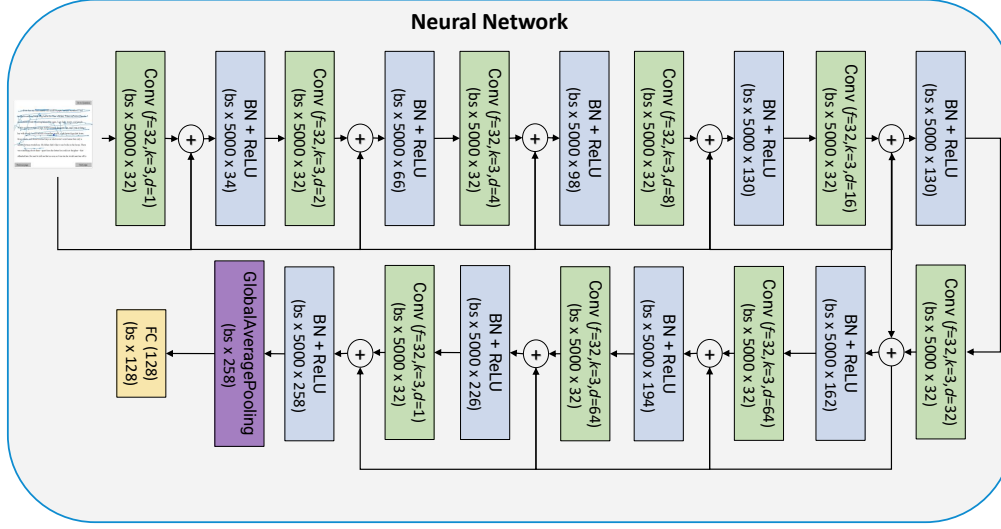 Neural Network
Conv (f=32,k=3,d=1)
(bs x 5000 x 32)
+
BN + ReLU
(bs x 5000 x 34)
Conv (f=32,k=3,d=2)
(bs x 5000 x 32)
+
BN + ReLU
(bs x 5000 x 66)
Conv (f=32,k=3,d=4)
(bs x 5000 x 32)
+
BN + ReLU
(bs x 5000 x 98)
Conv (f=32,k=3,d=8)
(bs x 5000 x 32)
+
BN + ReLU
(bs x 5000 x 130)
Conv (f=32,k=3,d=16)
(bs x 5000 x 32)
+
BN + ReLU
(bs x 5000 x 130)
Conv (f=32,k=3,d=32)
(bs x 5000 x 32)
+
BN + ReLU
(bs x 5000 x 162)
Conv (f=32,k=3,d=64)
(bs x 5000 x 32)
+
BN + ReLU
(bs x 5000 x 194)
Conv (f=32,k=3,d=64)
(bs x 5000 x 32)
+
BN + ReLU
(bs x 5000 x 226)
Conv (f=32,k=3,d=1)
(bs x 5000 x 32)
+
BN + ReLU
(bs x 5000 x 258)
GlobalAveragePooling
(bs x 258)
FC (128)
(bs x 128)